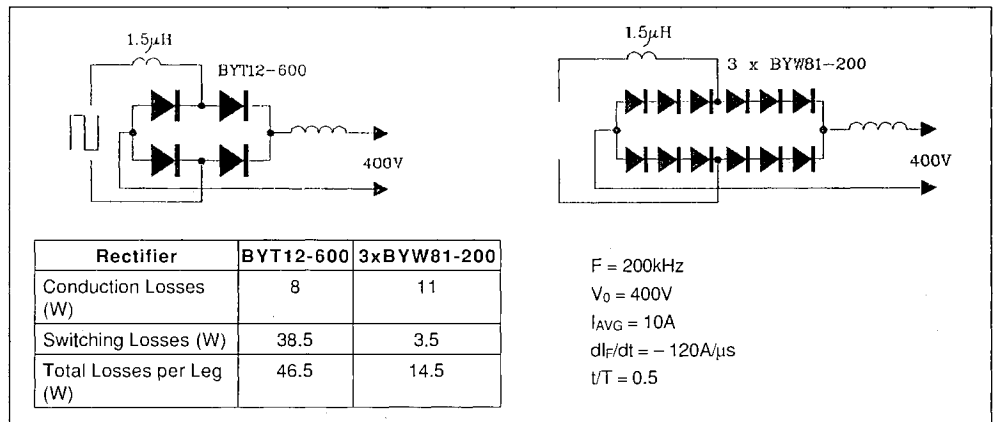 1.5µH
BYT12-600
400V
1.5µH
3 x BYW81-200
400V
Rectifier BYT12-600 3xBYW81-200
Conduction Losses (W) 8 11
Switching Losses (W) 38.5 3.5
Total Losses per Leg (W) 46.5 14.5
F = 200kHz
V0 = 400V
IAVG = 10A
dIF/dt = – 120A/µs
t/T = 0.5